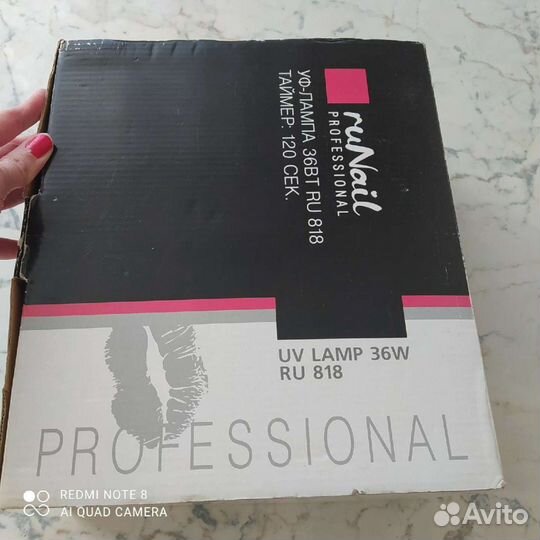 ruNail
PROFESSIONAL
УФ-ЛАМПА 36ВТ RU 818
ТАЙМЕР: 120 СЕК.
UV LAMP 36W
RU 818
PROFESSIONAL
REDMI NOTE 8
AI QUAD CAMERA
Avito